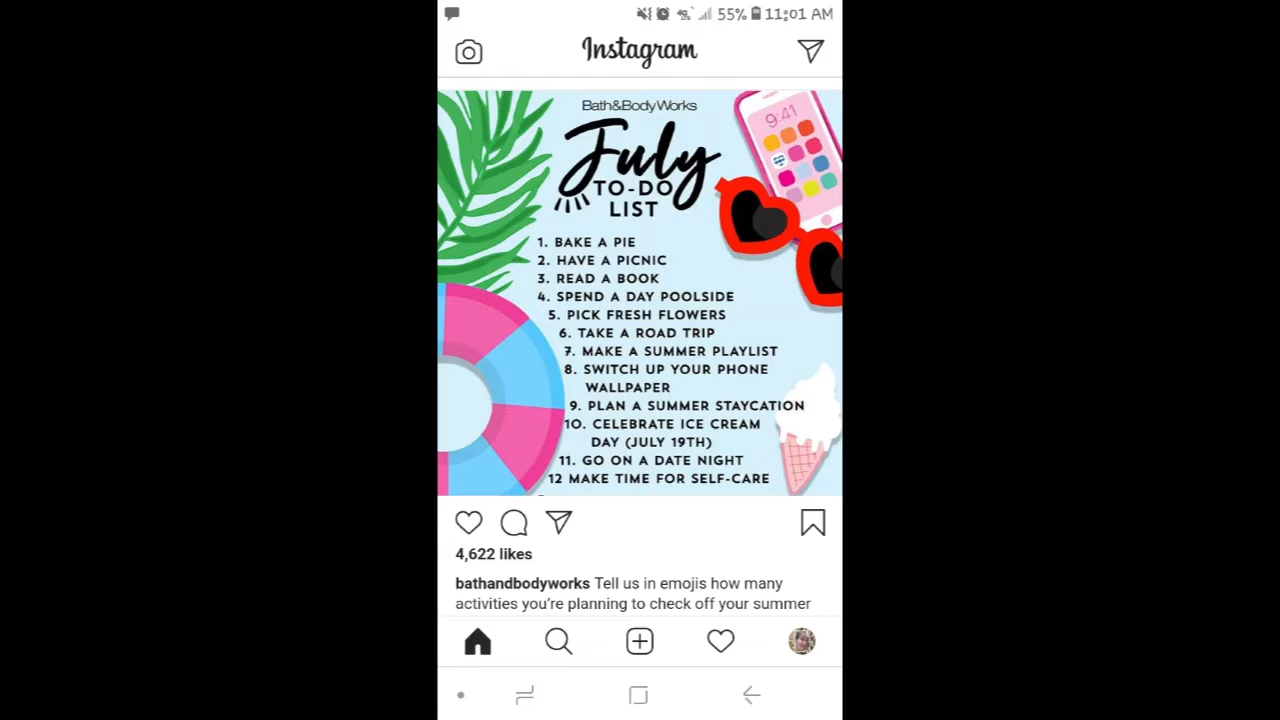 55% 11:01 AM
Instagram
Bath&BodyWorks
9:41
July
TO-DO
LIST
1. BAKE A PIE
2. HAVE A PICNIC
3. READ A BOOK
4. SPEND A DAY POOLSIDE
5. PICK FRESH FLOWERS
6. TAKE A ROAD TRIP
7. MAKE A SUMMER PLAYLIST
8. SWITCH UP YOUR PHONE
WALLPAPER
9. PLAN A SUMMER STAYCATION
10. CELEBRATE ICE CREAM
DAY (JULY 19TH)
11. GO ON A DATE NIGHT
12 MAKE TIME FOR SELF-CARE
4,622 likes
bathandbodyworks Tell us in emojis how many
activities you’re planning to check off your summer